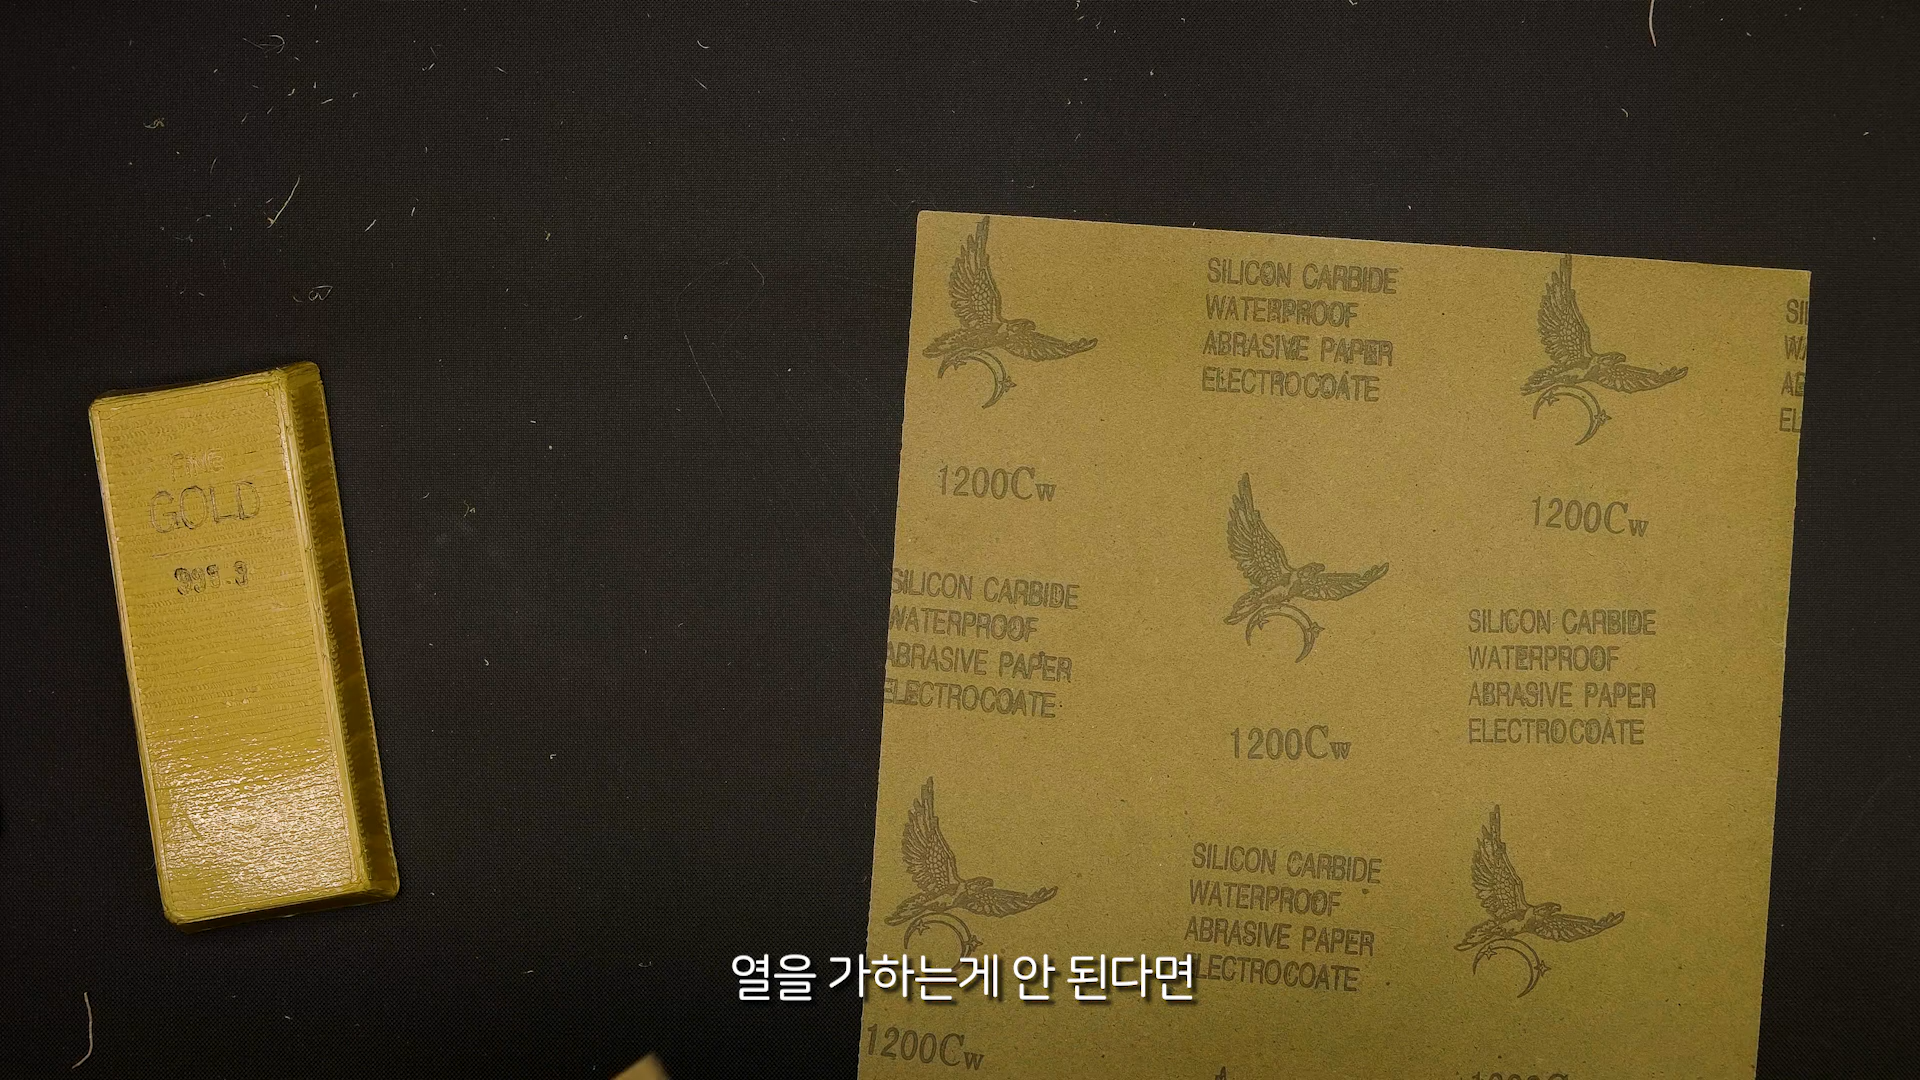 FINE
GOLD
999.9
SILICON CARBIDE
WATERPROOF
ABRASIVE PAPER
ELECTROCOATE
1200Cw
1200Cw
SILICON CARBIDE
WATERPROOF
ABRASIVE PAPER
ELECTROCOATE
SILICON CARBIDE
WATERPROOF
ABRASIVE PAPER
ELECTROCOATE
1200Cw
SILICON CARBIDE
WATERPROOF
ABRASIVE PAPER
ELECTROCOATE
1200Cw
열을 가하는게 안 된다면